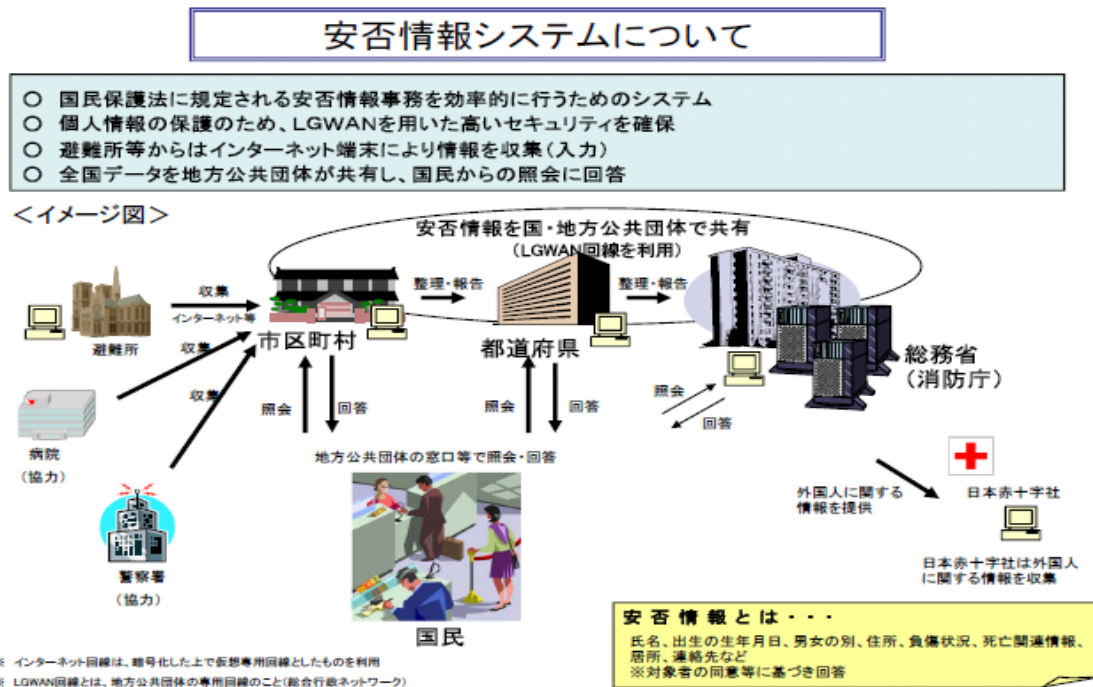 安否情報システムについて
○ 国民保護法に規定される安否情報事務を効率的に行うためのシステム
○ 個人情報の保護のため、LGWANを用いた高いセキュリティを確保
○ 避難所等からはインターネット端末により情報を収集(入力)
○ 全国データを地方公共団体が共有し、国民からの照会に回答
＜イメージ図＞
安否情報を国・地方公共団体で共有
(LGWAN回線を利用)
収集
インターネット等
整理・報告
整理・報告
避難所
市区町村
都道府県
総務省
(消防庁)
収集
収集
照会
回答
照会
回答
照会
回答
病院
(協力)
地方公共団体の窓口等で照会・回答
外国人に関する
情報を提供
日本赤十字社
日本赤十字社は外国人
に関する情報を収集
警察署
(協力)
国民
安否情報とは・・・
氏名、出生の生年月日、男女の別、住所、負傷状況、死亡関連情報、
居所、連絡先など
※対象者の同意等に基づき回答
※ インターネット回線は、暗号化した上で仮想専用回線としたものを利用
※ LGWAN回線とは、地方公共団体の専用回線のこと(総合行政ネットワーク)